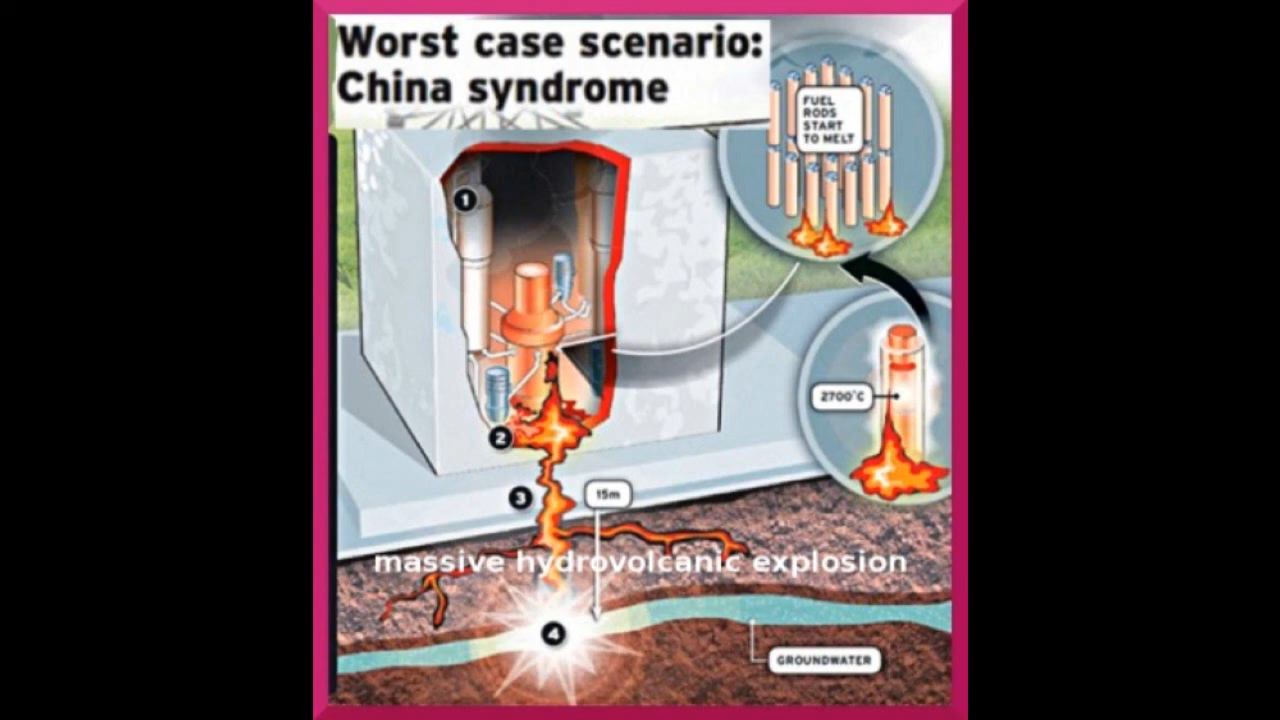 Worst case scenario:
China syndrome
FUEL
RODS
START
TO MELT
1
2700°C
2
3
15m
massive hydrovolcanic explosion
4
GROUNDWATER